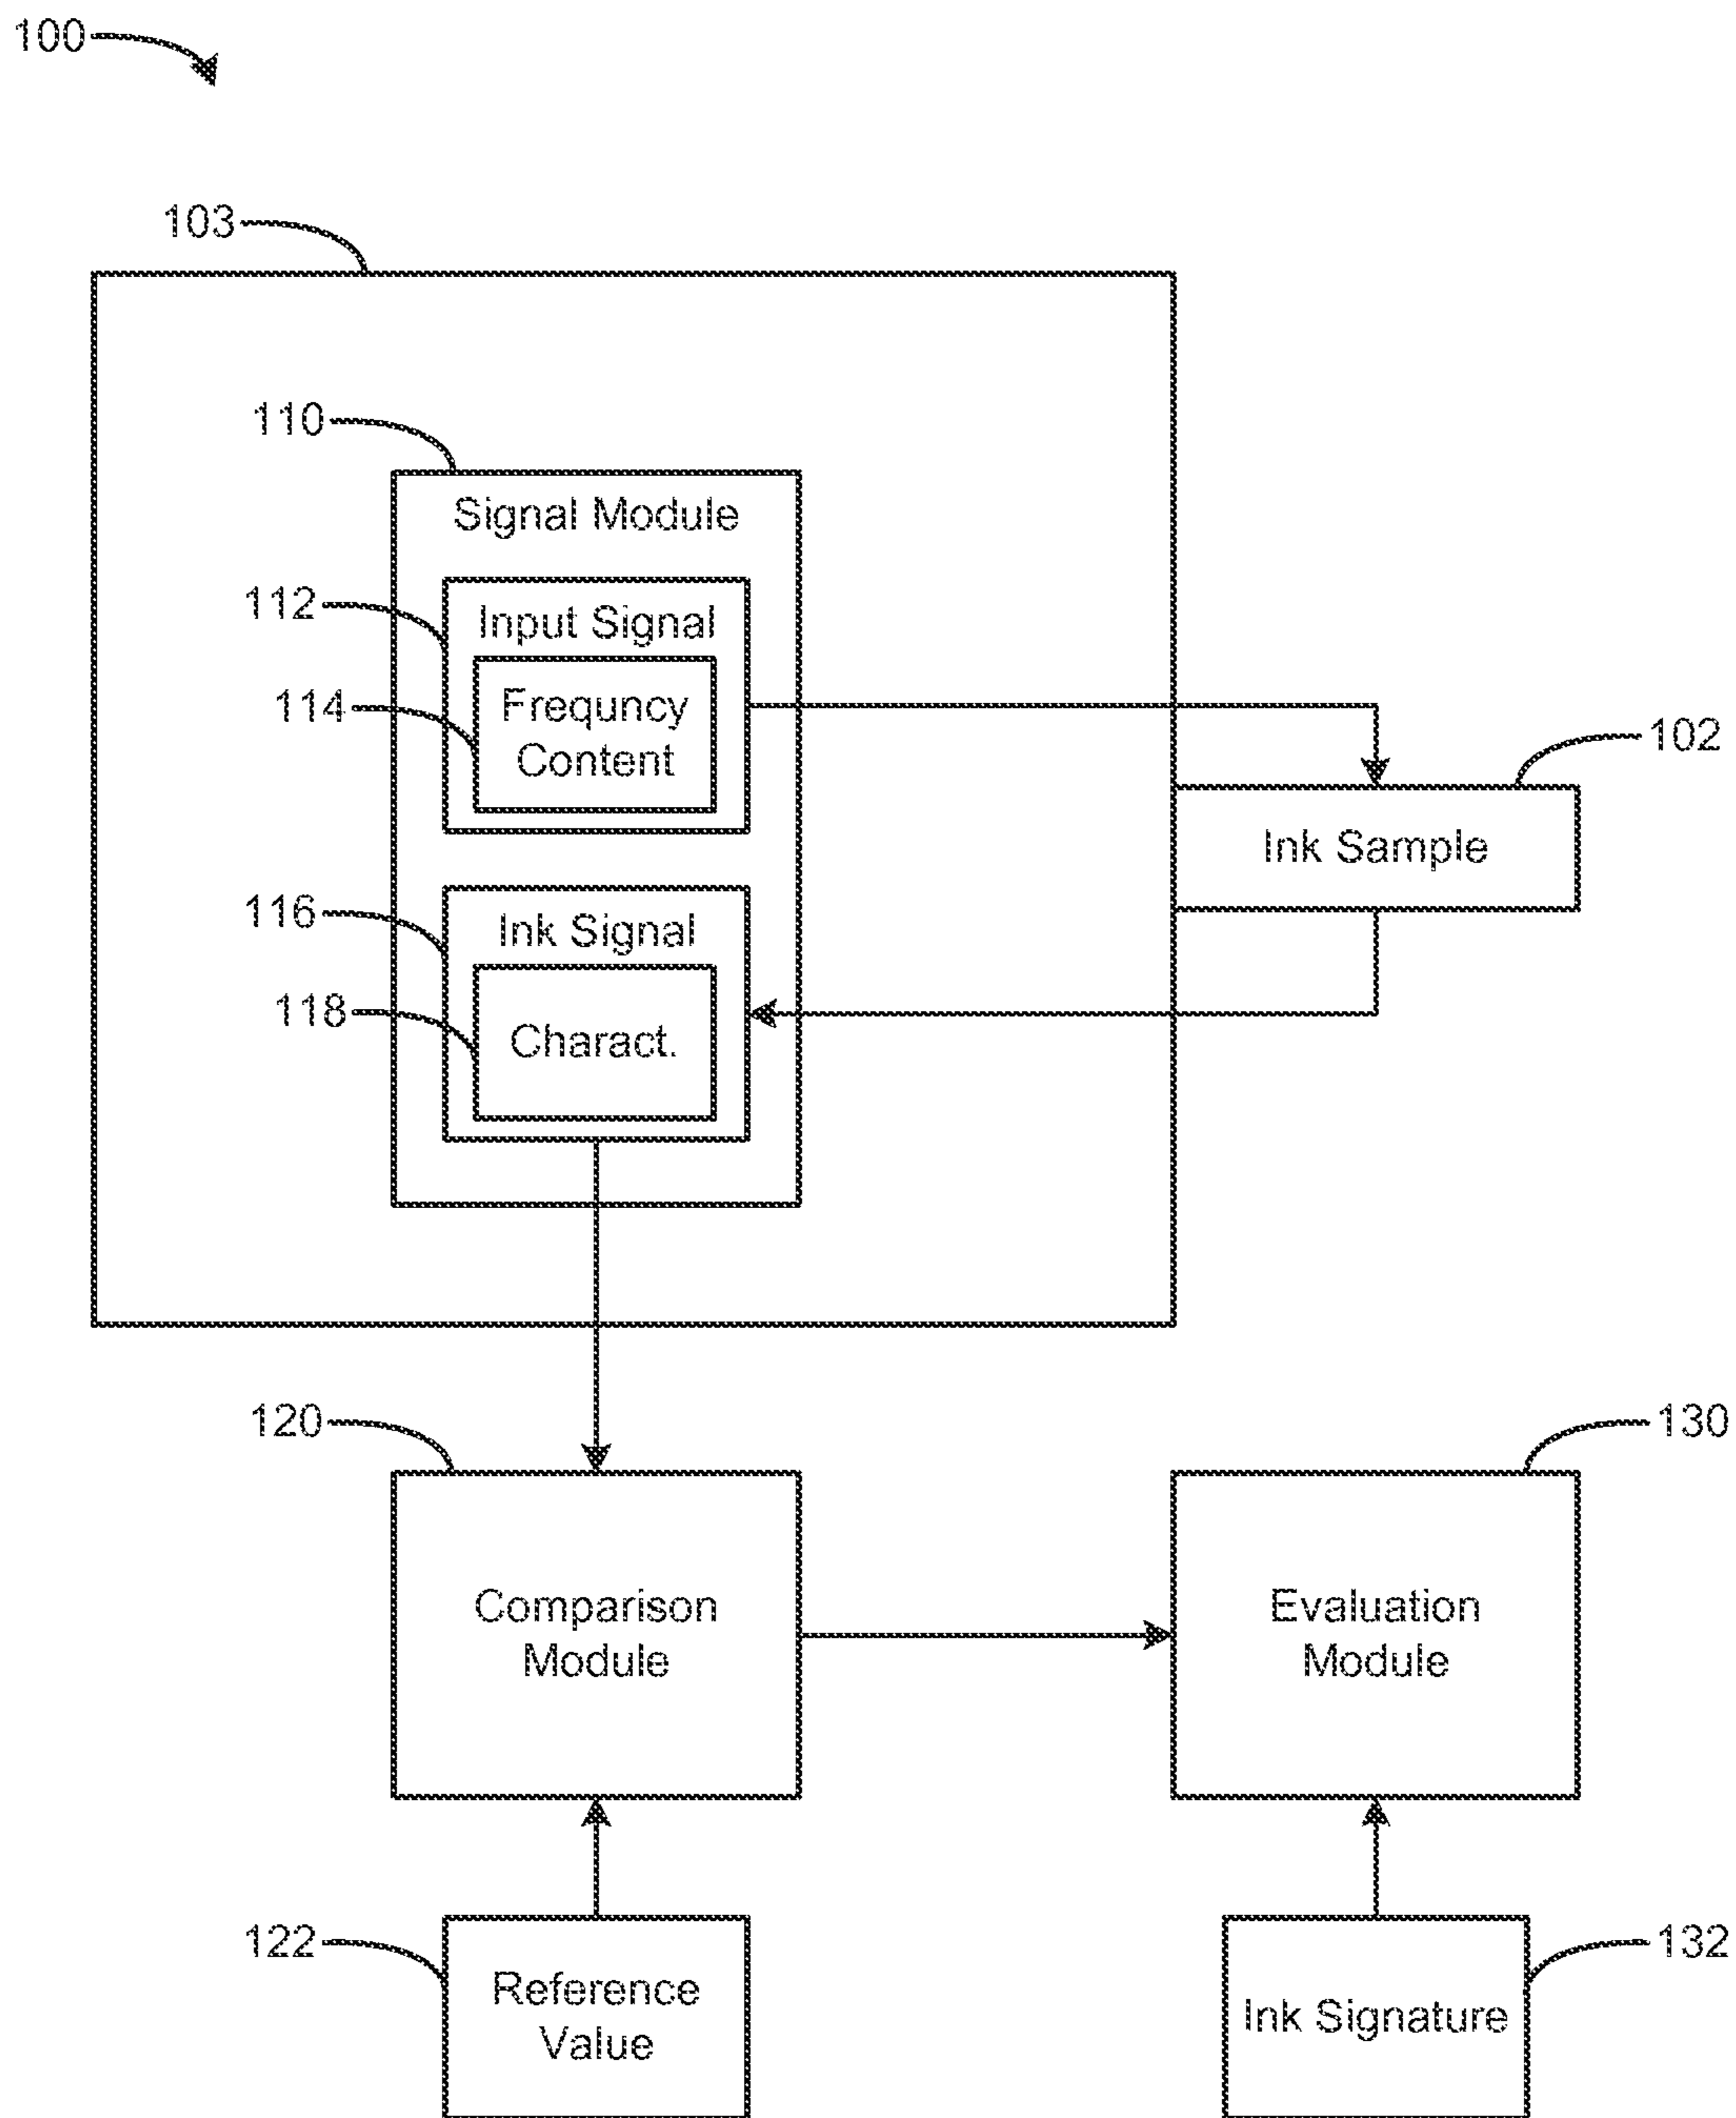 100
103
110
Signal Module
112
Input Signal
114
Frequncy
Content
102
Ink Sample
116
Ink Signal
118
Charact.
120
130
Comparison
Module
Evaluation
Module
122
132
Reference
Value
Ink Signature